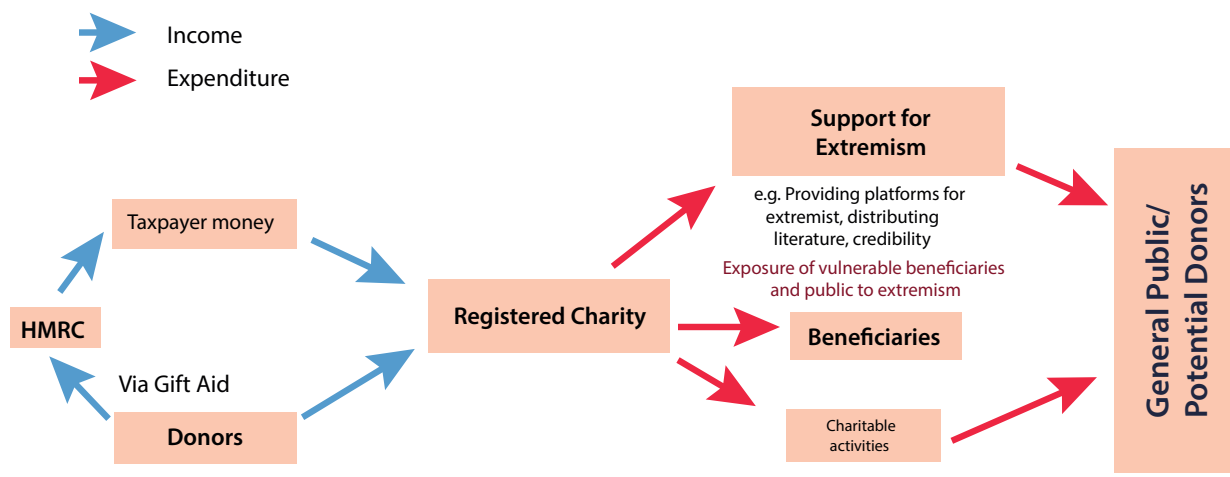 Income
Expenditure
Support for
Extremism
e.g. Providing platforms for
extremist, distributing
literature, credibility
Exposure of vulnerable beneficiaries
and public to extremism
Taxpayer money
HMRC
Via Gift Aid
Donors
Registered Charity
Beneficiaries
Charitable
activities
General Public/
Potential Donors